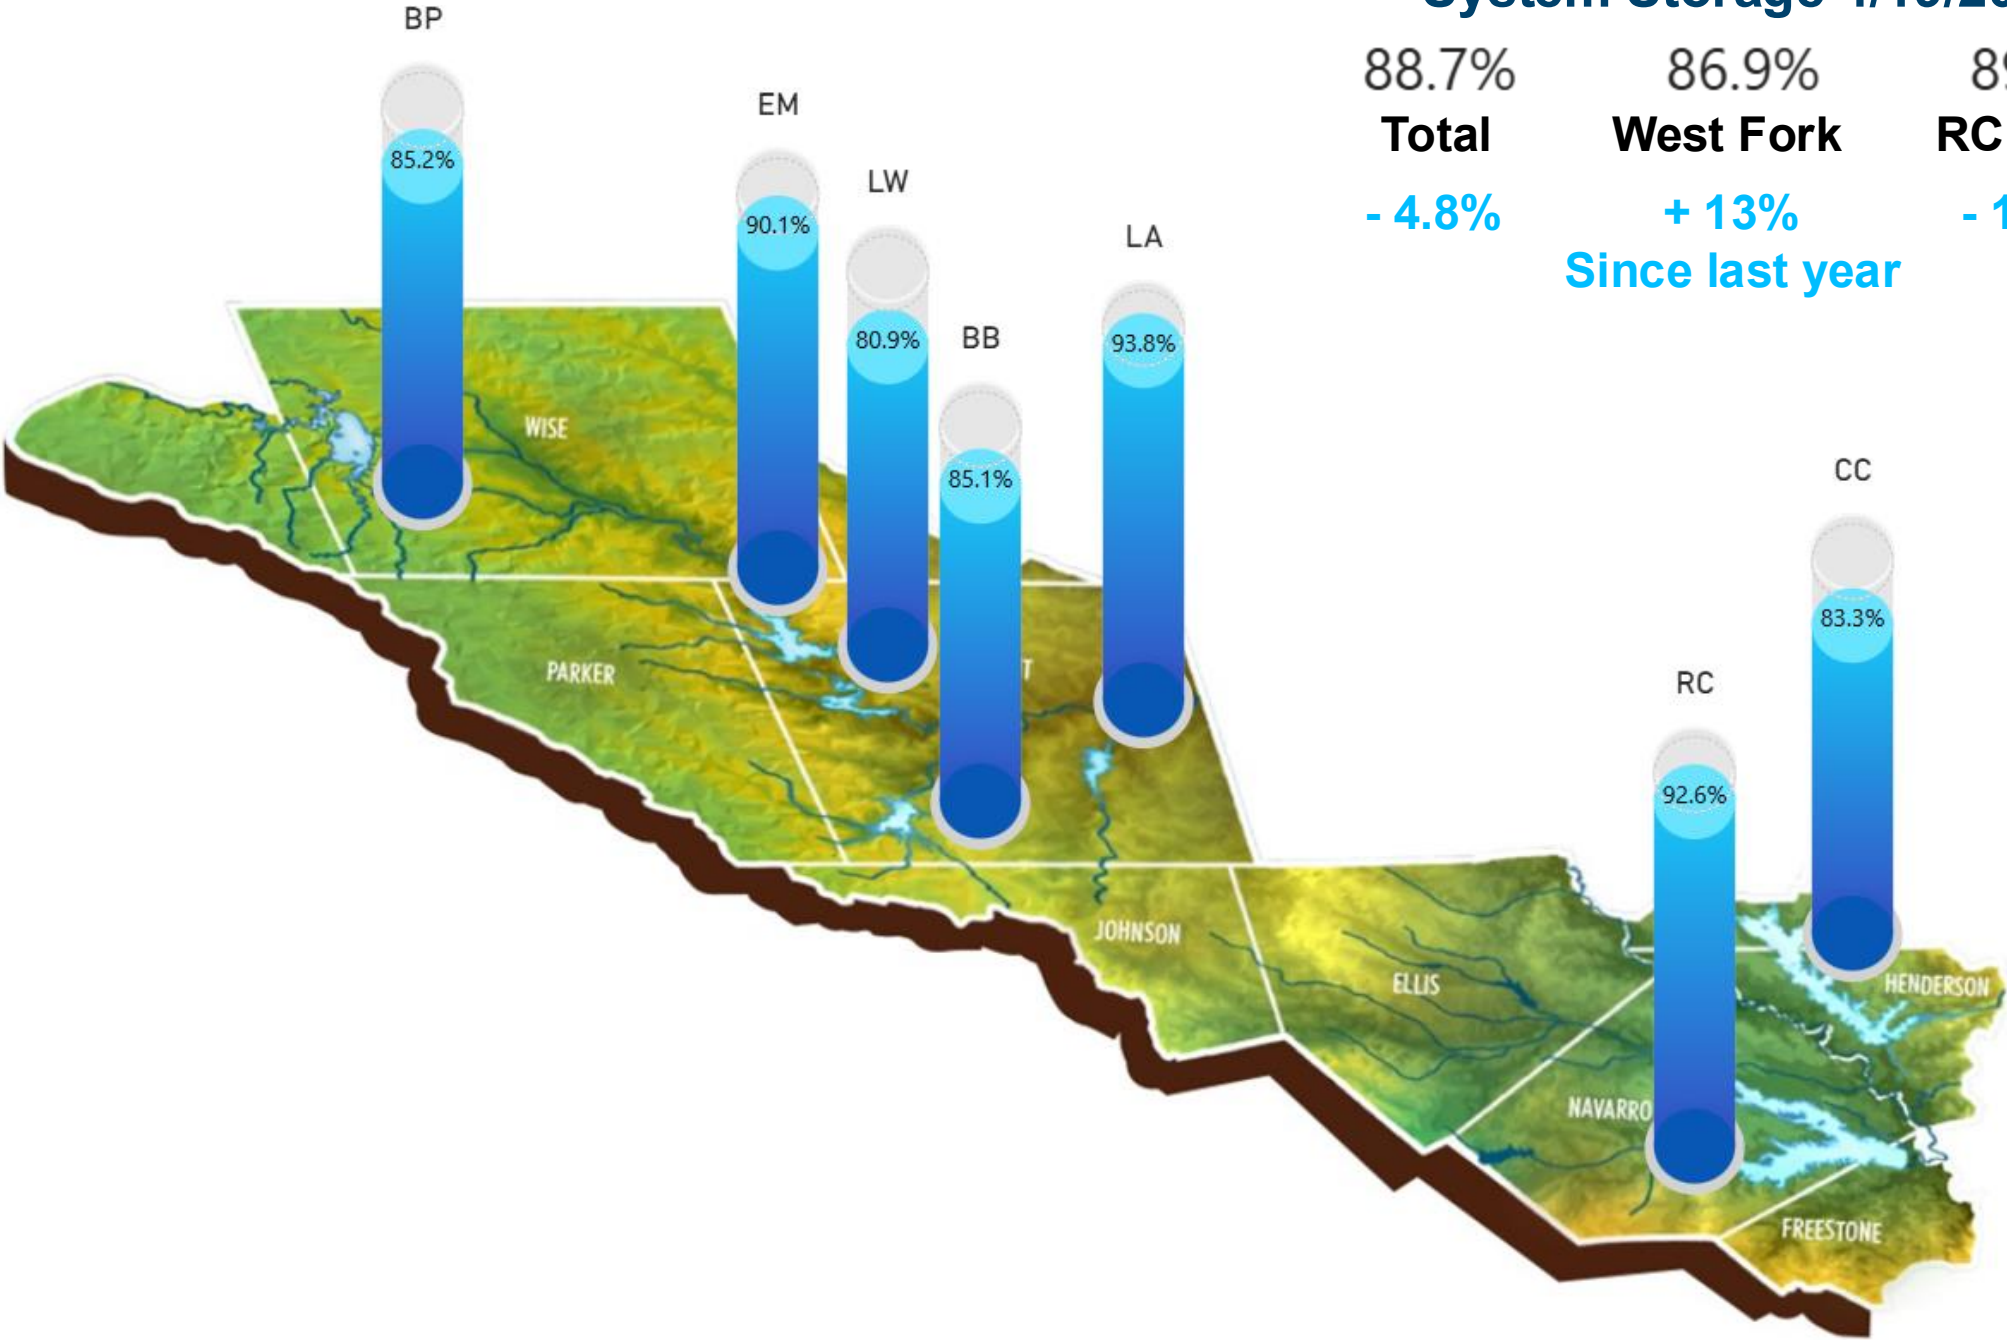 System Storage
88.7% 86.9%
Total West Fork RC
- 4.8% + 13%
Since last year
BP
85.2%
EM
90.1%
LW
80.9%
BB
85.1%
LA
93.8%
CC
83.3%
RC
92.6%
WISE
PARKER
T
JOHNSON
ELLIS
HENDERSON
NAVARRO
FREESTONE